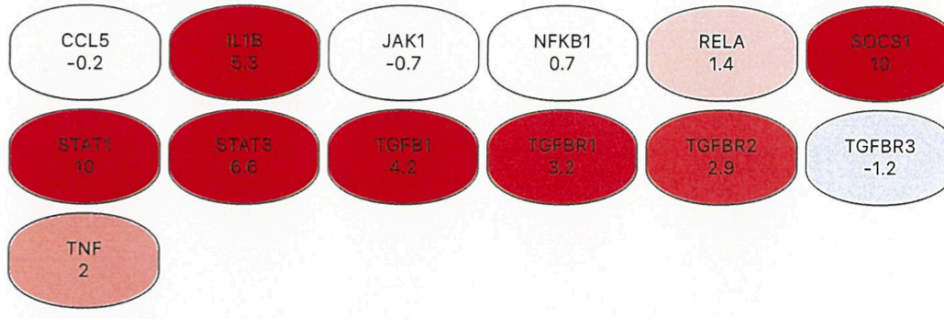 CCL5
-0.2
IL1B
5.3
JAK1
-0.7
NFKB1
0.7
RELA
1.4
SOCS1
10
STAT1
10
STAT3
6.6
TGFB1
4.2
TGFBR1
3.2
TGFBR2
2.9
TGFBR3
-1.2
TNF
2